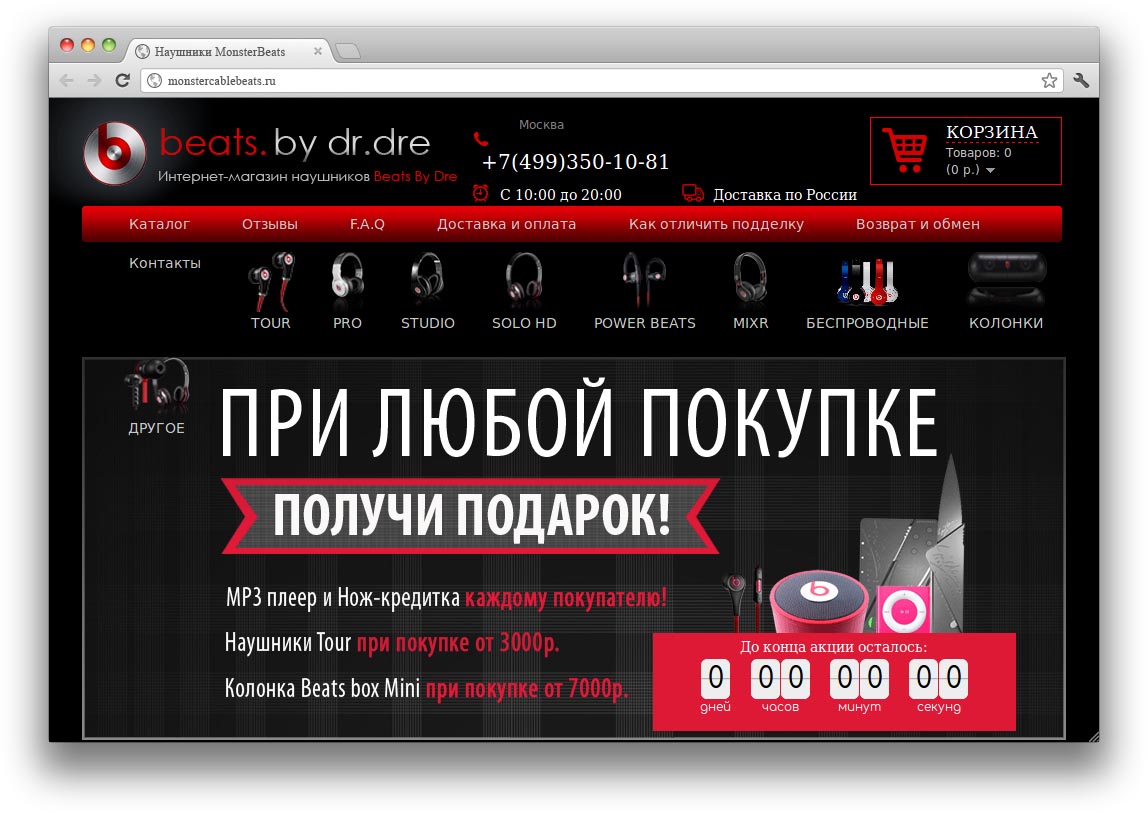 Наушники MonsterBeats
monstercablebeats.ru
beats. by dr.dre
Интернет-магазин наушников Beats By Dre
Москва
+7(499)350-10-81
С 10:00 до 20:00
Доставка по России
КОРЗИНА
Товаров: 0
(0 р.)
Каталог Отзывы F.A.Q Доставка и оплата Как отличить подделку Возврат и обмен
Контакты
TOUR PRO STUDIO SOLO HD POWER BEATS MIXR БЕСПРОВОДНЫЕ КОЛОНКИ
ДРУГОЕ
ПРИ ЛЮБОЙ ПОКУПКЕ
ПОЛУЧИ ПОДАРОК!
МР3 плеер и Нож-кредитка каждому покупателю!
Наушники Tour при покупке от 3000р.
Колонка Beats box Mini при покупке от 7000р.
До конца акции осталось:
0 00 00 00
дней часов минут секунд